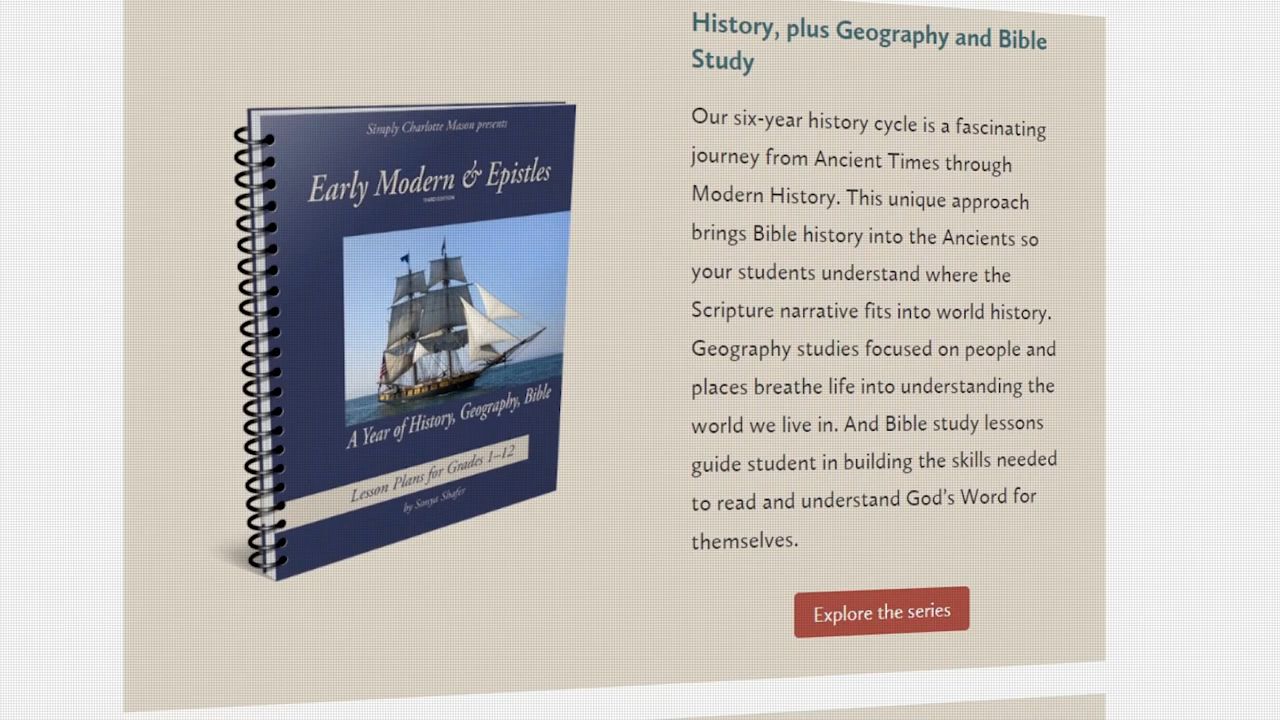 Simply Charlotte Mason presents
Early Modern & Epistles
THIRD EDITION
A Year of History, Geography, Bible
Lesson Plans for Grades 1–12
by Sonya Shafer
History, plus Geography and Bible
Study
Our six-year history cycle is a fascinating
journey from Ancient Times through
Modern History. This unique approach
brings Bible history into the Ancients so
your students understand where the
Scripture narrative fits into world history.
Geography studies focused on people and
places breathe life into understanding the
world we live in. And Bible study lessons
guide student in building the skills needed
to read and understand God’s Word for
themselves.
Explore the series